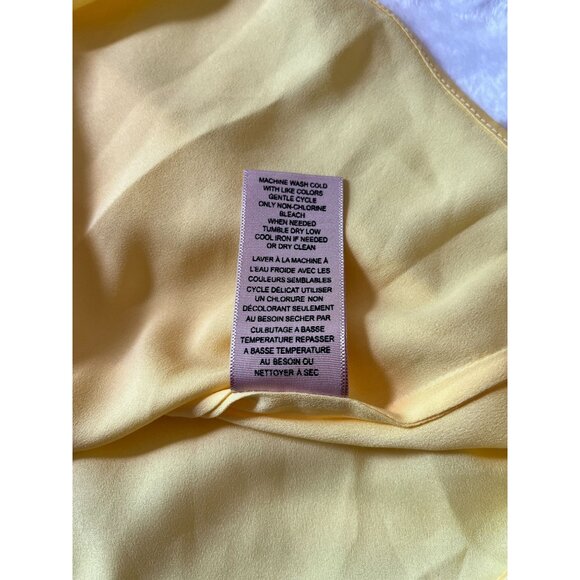 MACHINE WASH COLD
WITH LIKE COLORS
GENTLE CYCLE
ONLY NON-CHLORINE
BLEACH
WHEN NEEDED
TUMBLE DRY LOW
COOL IRON IF NEEDED
OR DRY CLEAN
LAVER À LA MACHINE À
L'EAU FROIDE AVEC LES
COULEURS SEMBLABLES
CYCLE DÉLICAT UTILISER
UN CHLORURE NON
DÉCOLORANT SEULEMENT
AU BESOIN SECHER PAR
CULBUTAGE A BASSE
TEMPERATURE REPASSER
A BASSE TEMPERATURE
AU BESOIN OU
NETTOYER À SEC